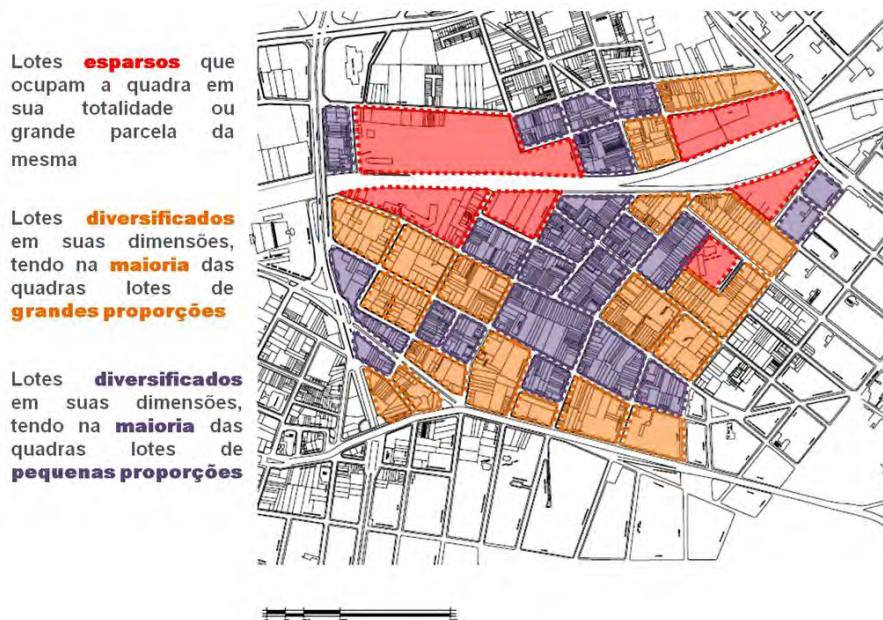 Lotes esparsos que
ocupam a quadra em
sua totalidade ou
grande parcela da
mesma
Lotes diversificados
em suas dimensões,
tendo na maioria das
quadras lotes de
grandes proporções
Lotes diversificados
em suas dimensões,
tendo na maioria das
quadras lotes de
pequenas proporções